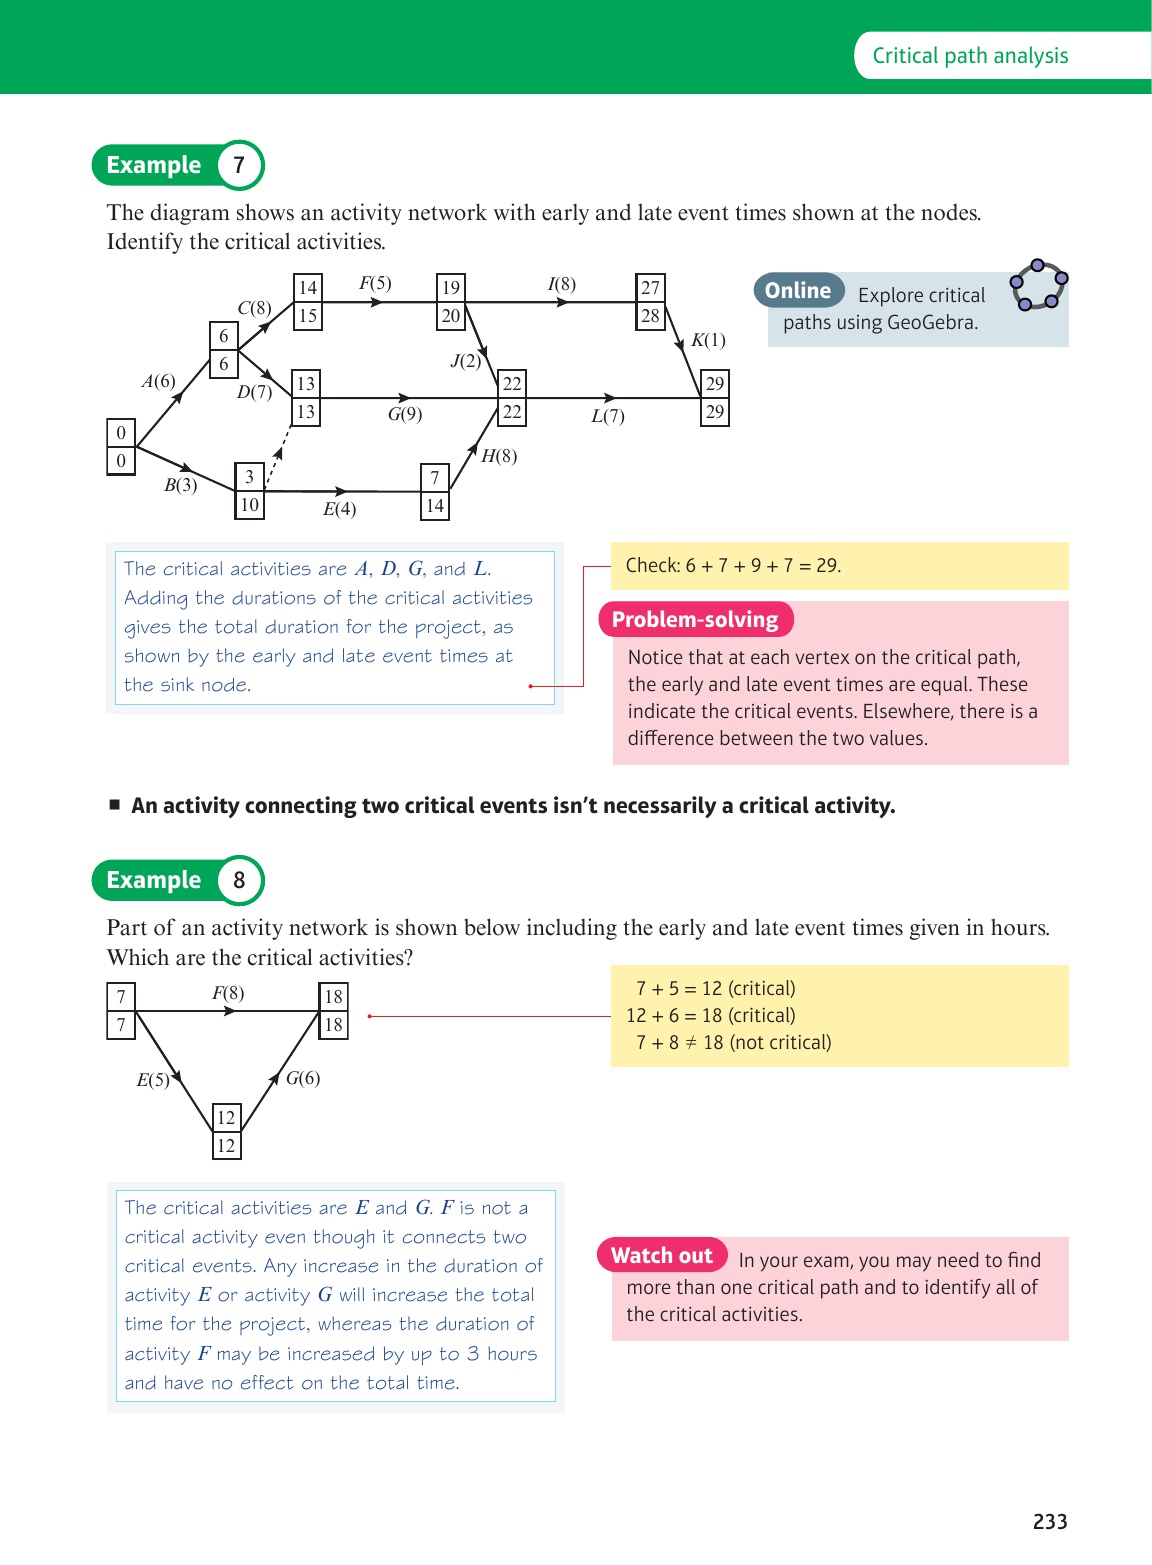 Critical path analysis
Example 7
The diagram shows an activity network with early and late event times shown at the nodes.
Identify the critical activities.
14
15
F(5)
19
20
I(8)
27
28
C(8)
6
6
K(1)
J(2)
A(6)
D(7)
13
13
22
22
29
29
G(9)
L(7)
0
0
H(8)
B(3)
3
10
7
14
E(4)
Online Explore critical
paths using GeoGebra.
The critical activities are A, D, G, and L.
Adding the durations of the critical activities
gives the total duration for the project, as
shown by the early and late event times at
the sink node.
Check: 6 + 7 + 9 + 7 = 29.
Problem-solving
Notice that at each vertex on the critical path,
the early and late event times are equal. These
indicate the critical events. Elsewhere, there is a
difference between the two values.
■ An activity connecting two critical events isn’t necessarily a critical activity.
Example 8
Part of an activity network is shown below including the early and late event times given in hours.
Which are the critical activities?
7
7
F(8)
18
18
E(5)
G(6)
12
12
7 + 5 = 12 (critical)
12 + 6 = 18 (critical)
7 + 8 ≠ 18 (not critical)
The critical activities are E and G. F is not a
critical activity even though it connects two
critical events. Any increase in the duration of
activity E or activity G will increase the total
time for the project, whereas the duration of
activity F may be increased by up to 3 hours
and have no effect on the total time.
Watch out In your exam, you may need to find
more than one critical path and to identify all of
the critical activities.
233